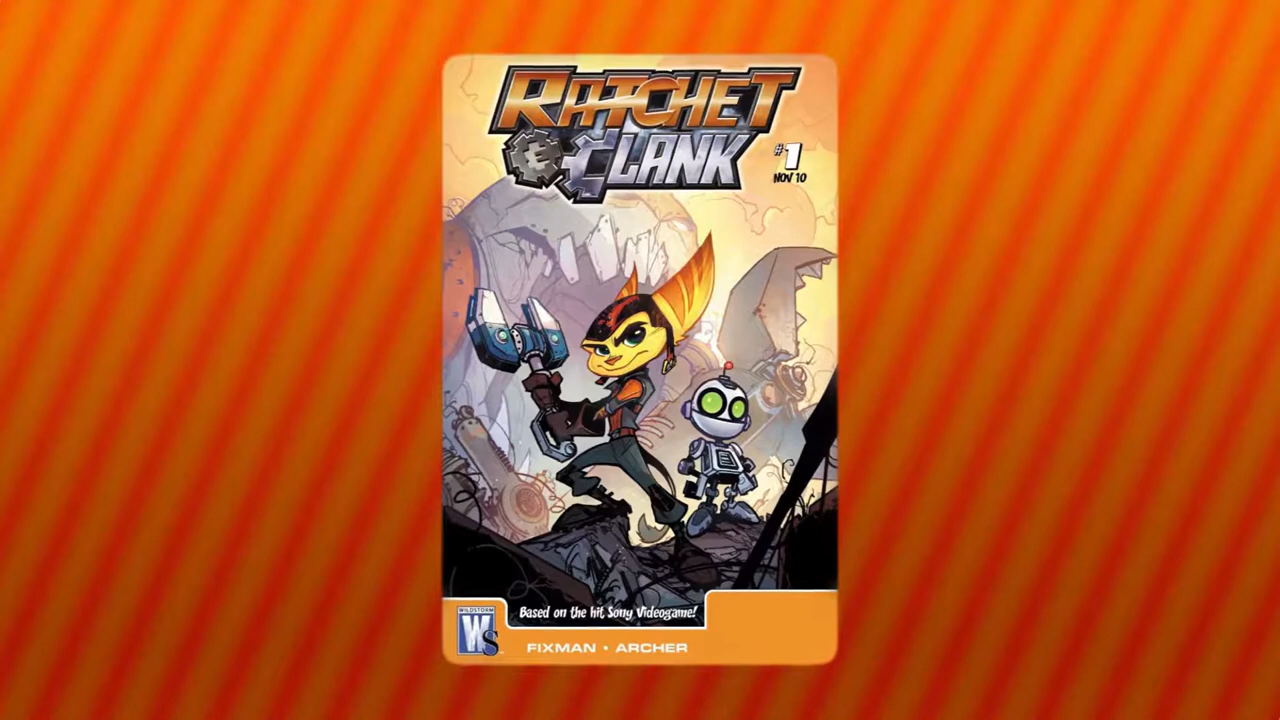 RATCHET
& CLANK
#1
NOV 10
Based on the hit Sony Videogame!
WILDSTORM
WS
FIXMAN • ARCHER